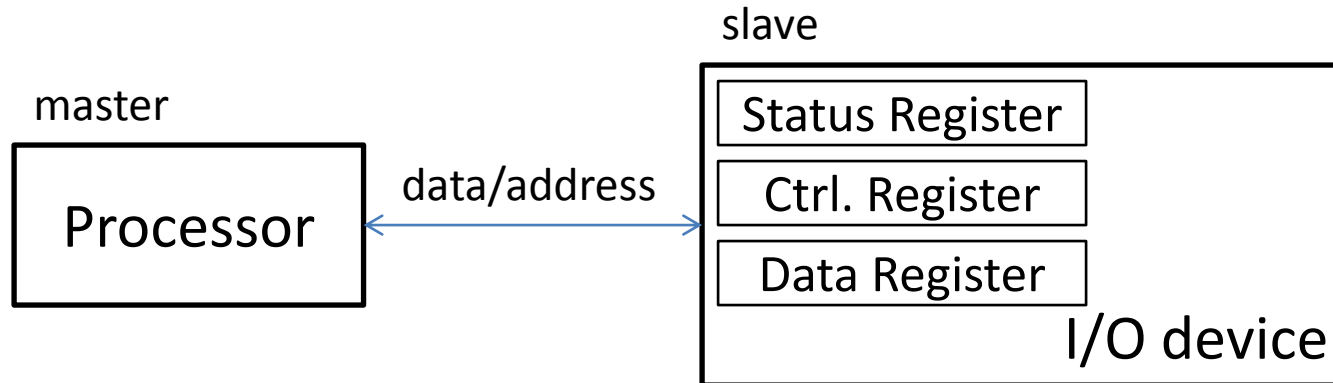 slave
master
Status Register
Ctrl. Register
Data Register
data/address
Processor
I/O device